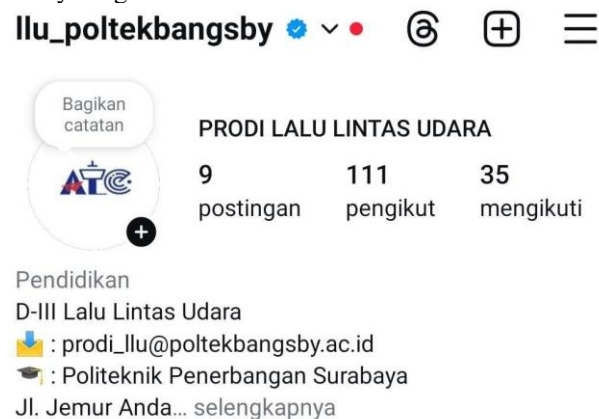 llu_poltekbangsby
Bagikan
catatan
PRODI LALU LINTAS UDARA
ATC
9 111 35
postingan pengikut mengikuti
Pendidikan
D-III Lalu Lintas Udara
: prodi_llu@poltekbangsby.ac.id
: Politeknik Penerbangan Surabaya
Jl. Jemur Anda... selengkapnya